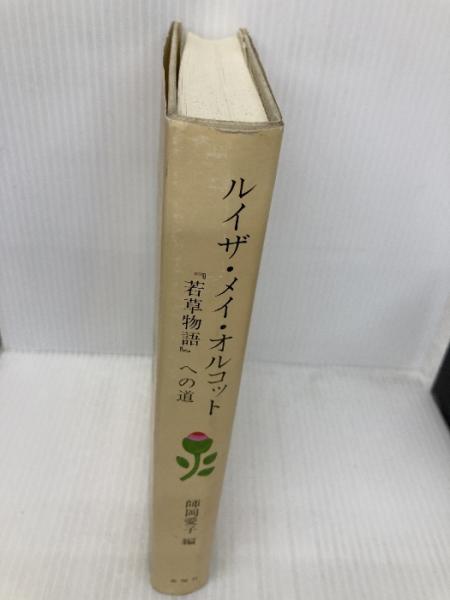 ルイザ・メイ・オルコット
『若草物語』への道
師岡愛子 編